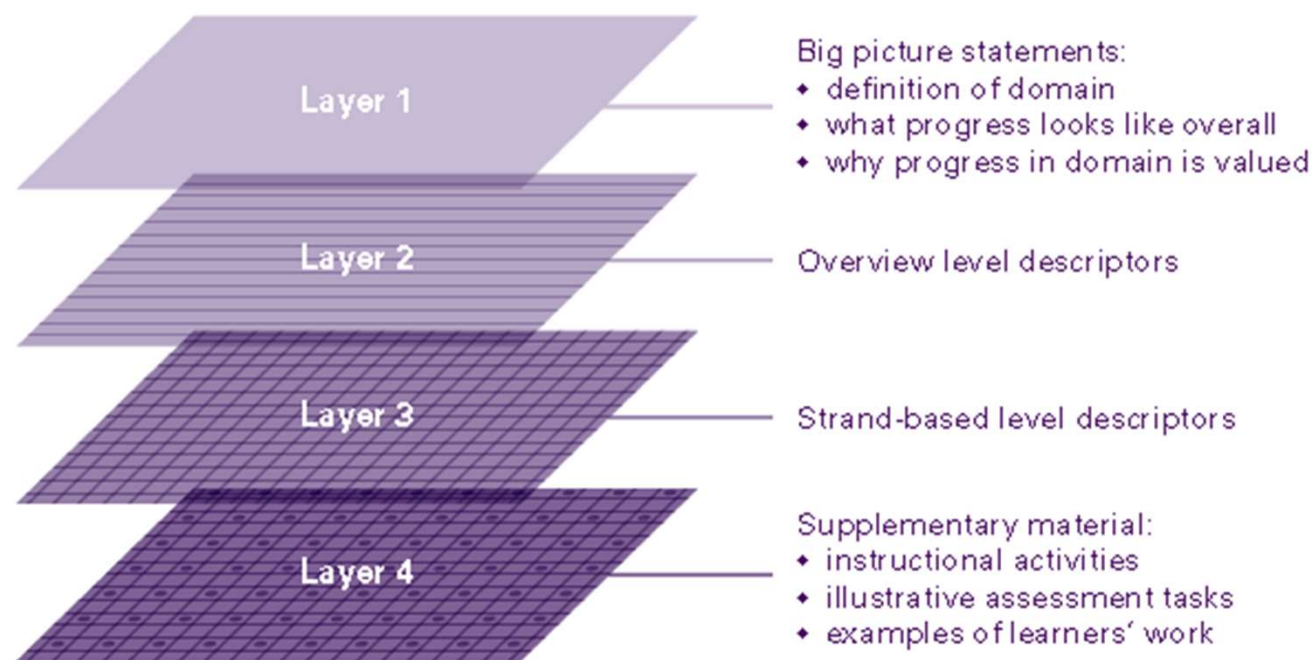 Layer 1
Big picture statements:
◆ definition of domain
◆ what progress looks like overall
◆ why progress in domain is valued
Layer 2
Overview level descriptors
Layer 3
Strand-based level descriptors
Layer 4
Supplementary material:
◆ instructional activities
◆ illustrative assessment tasks
◆ examples of learners‘ work